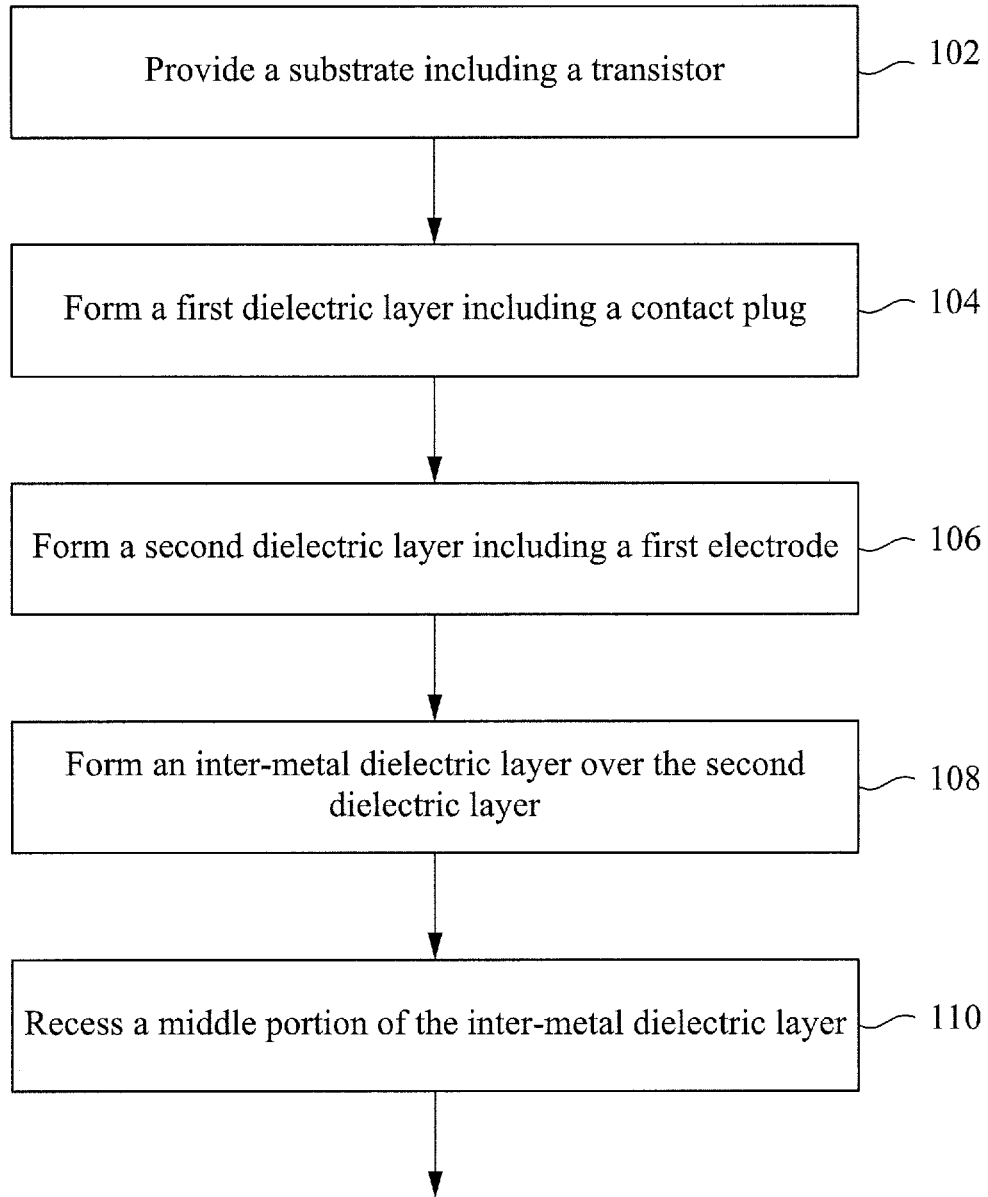 Provide a substrate including a transistor
102
Form a first dielectric layer including a contact plug
104
Form a second dielectric layer including a first electrode
106
Form an inter-metal dielectric layer over the second
dielectric layer
108
Recess a middle portion of the inter-metal dielectric layer
110